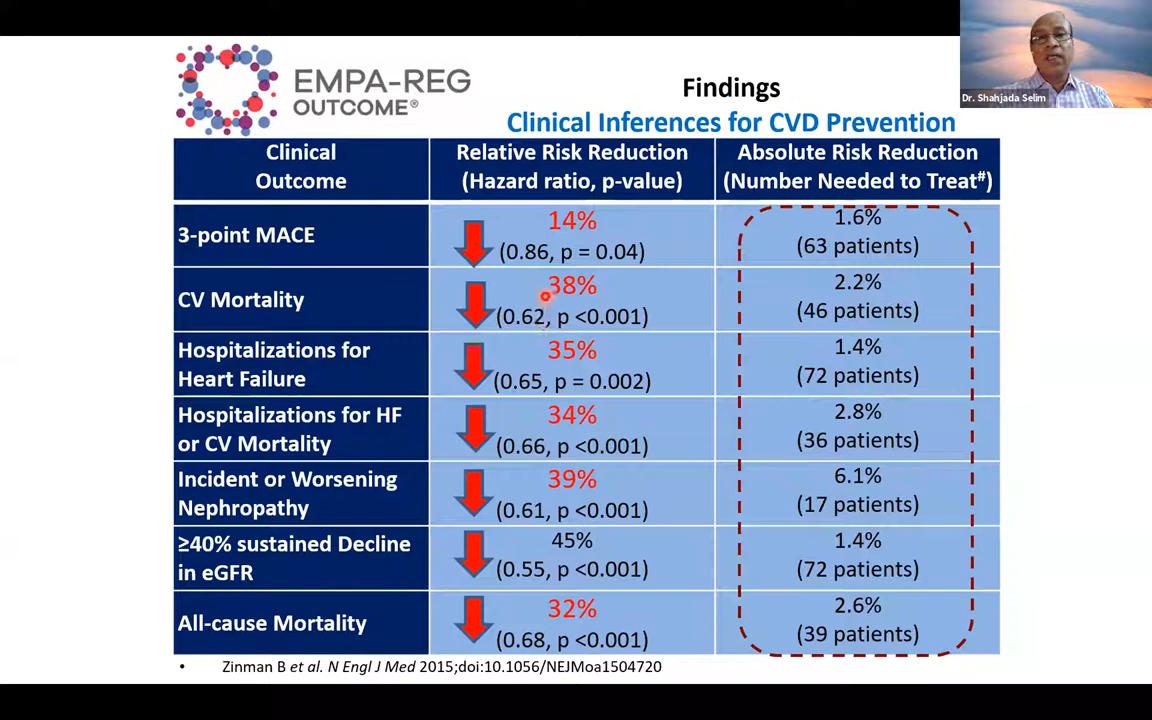 EMPA-REG
OUTCOME®
Findings
Clinical Inferences for CVD Prevention
Dr. Shahjada Selim
Clinical
Outcome
Relative Risk Reduction
(Hazard ratio, p-value)
Absolute Risk Reduction
(Number Needed to Treat#)
3-point MACE
14%
(0.86, p = 0.04)
1.6%
(63 patients)
CV Mortality
38%
(0.62, p <0.001)
2.2%
(46 patients)
Hospitalizations for
Heart Failure
35%
(0.65, p = 0.002)
1.4%
(72 patients)
Hospitalizations for HF
or CV Mortality
34%
(0.66, p <0.001)
2.8%
(36 patients)
Incident or Worsening
Nephropathy
39%
(0.61, p <0.001)
6.1%
(17 patients)
≥40% sustained Decline
in eGFR
45%
(0.55, p <0.001)
1.4%
(72 patients)
All-cause Mortality
32%
(0.68, p <0.001)
2.6%
(39 patients)
• Zinman B et al. N Engl J Med 2015;doi:10.1056/NEJMoa1504720